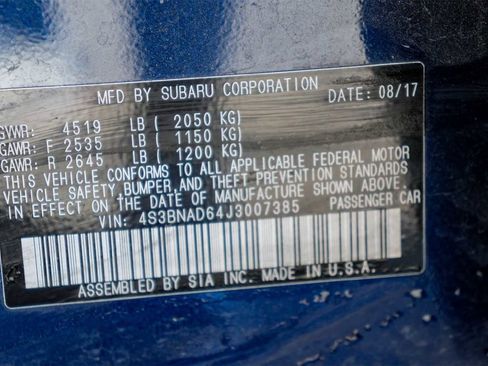 MFD BY SUBARU CORPORATION DATE: 08/17
GVWR: 4519 LB ( 2050 KG)
GAWR: F 2535 LB ( 1150 KG)
GAWR: R 2645 LB ( 1200 KG)
THIS VEHICLE CONFORMS TO ALL APPLICABLE FEDERAL MOTOR
VEHICLE SAFETY, BUMPER, AND THEFT PREVENTION STANDARDS
IN EFFECT ON THE DATE OF MANUFACTURE SHOWN ABOVE.
VIN: 4S3BNAD64J3007385 PASSENGER CAR
ASSEMBLED BY SIA INC. MADE IN U.S.A.